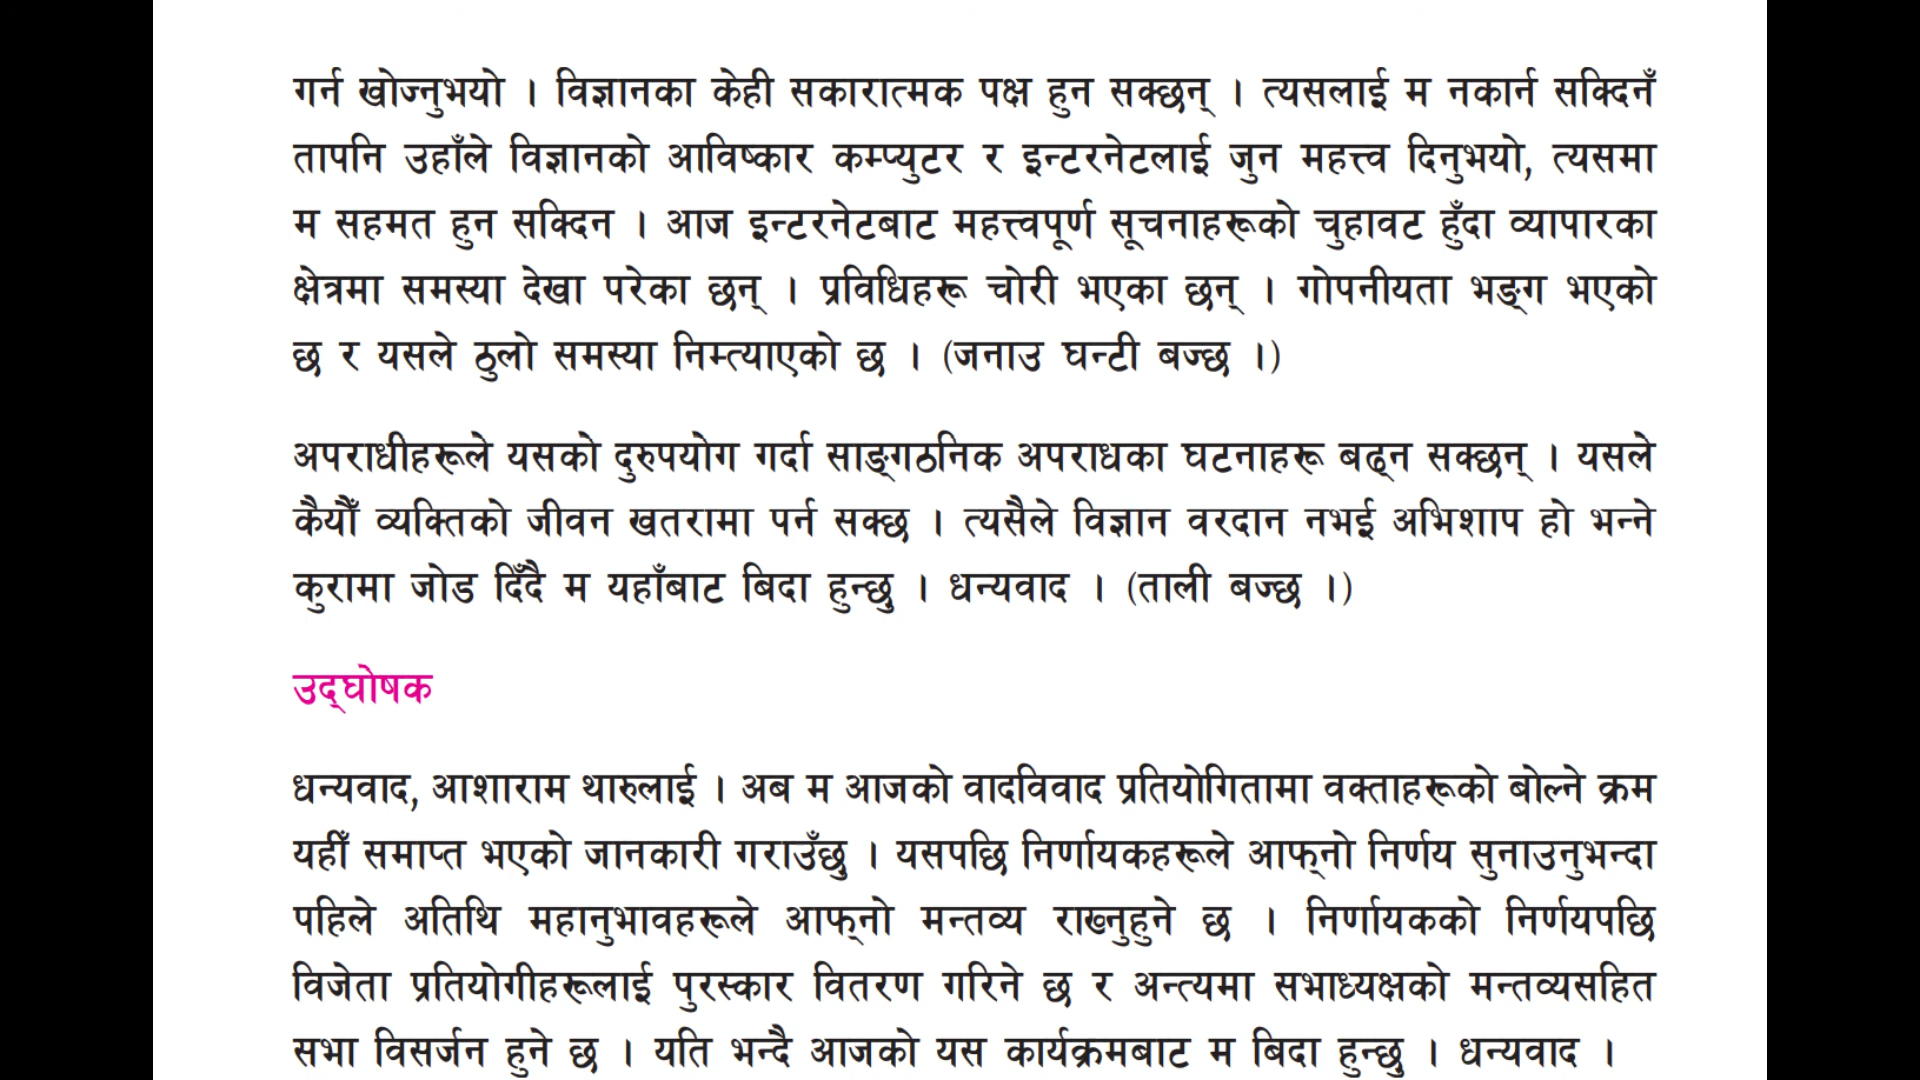 गर्न खोज्नुभयो । विज्ञानका केही सकारात्मक पक्ष हुन सक्छन् । त्यसलाई म नकार्न सक्दिनँ
तापनि उहाँले विज्ञानको आविष्कार कम्प्युटर र इन्टरनेटलाई जुन महत्त्व दिनुभयो, त्यसमा
म सहमत हुन सक्दिन । आज इन्टरनेटबाट महत्त्वपूर्ण सूचनाहरूको चुहावट हुँदा व्यापारका
क्षेत्रमा समस्या देखा परेका छन् । प्रविधिहरू चोरी भएका छन् । गोपनीयता भङ्ग भएको
छ र यसले ठुलो समस्या निम्त्याएको छ । (जनाउ घन्टी बज्छ ।)
अपराधीहरूले यसको दुरुपयोग गर्दा साङ्गठनिक अपराधका घटनाहरू बढ्न सक्छन् । यसले
कैयौँ व्यक्तिको जीवन खतरामा पर्न सक्छ । त्यसैले विज्ञान वरदान नभई अभिशाप हो भन्ने
कुरामा जोड दिँदै म यहाँबाट बिदा हुन्छु । धन्यवाद । (ताली बज्छ ।)
उद्‌घोषक
धन्यवाद, आशाराम थारुलाई । अब म आजको वादविवाद प्रतियोगितामा वक्ताहरूको बोल्ने क्रम
यहीँ समाप्त भएको जानकारी गराउँछु । यसपछि निर्णायकहरूले आफ्‌नो निर्णय सुनाउनुभन्दा
पहिले अतिथि महानुभावहरूले आफ्‌नो मन्तव्य राख्नुहुने छ । निर्णायकको निर्णयपछि
विजेता प्रतियोगीहरूलाई पुरस्कार वितरण गरिने छ र अन्त्यमा सभाध्यक्षको मन्तव्यसहित
सभा विसर्जन हुने छ । यति भन्दै आजको यस कार्यक्रमबाट म बिदा हुन्छु । धन्यवाद ।